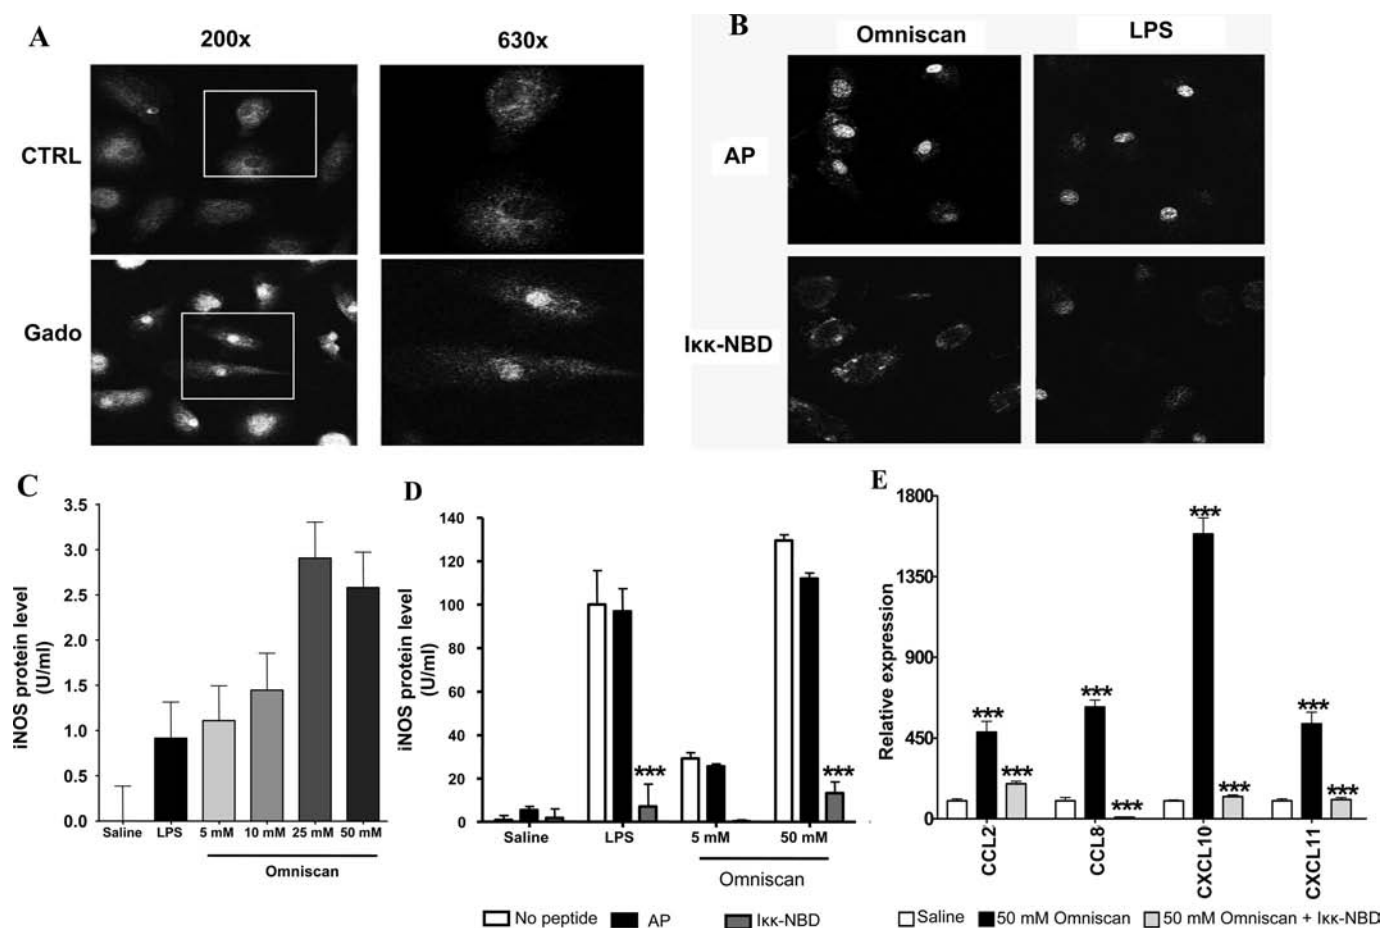 A
200x
630x
CTRL
Gado
B
Omniscan
LPS
AP
Iκκ-NBD
C
iNOS protein level
(U/ml)
3.5
3.0
2.5
2.0
1.5
1.0
0.5
0.0
Saline LPS 5 mM 10 mM 25 mM 50 mM
Omniscan
D
iNOS protein level
(U/ml)
140
120
100
80
60
40
20
0
*** ***
Saline LPS 5 mM 50 mM
Omniscan
No peptide AP Iκκ-NBD
E
Relative expression
1800
1350
900
450
0
*** *** *** ***
*** *** *** ***
CCL2 CCL8 CXCL10 CXCL11
Saline 50 mM Omniscan 50 mM Omniscan + Iκκ-NBD